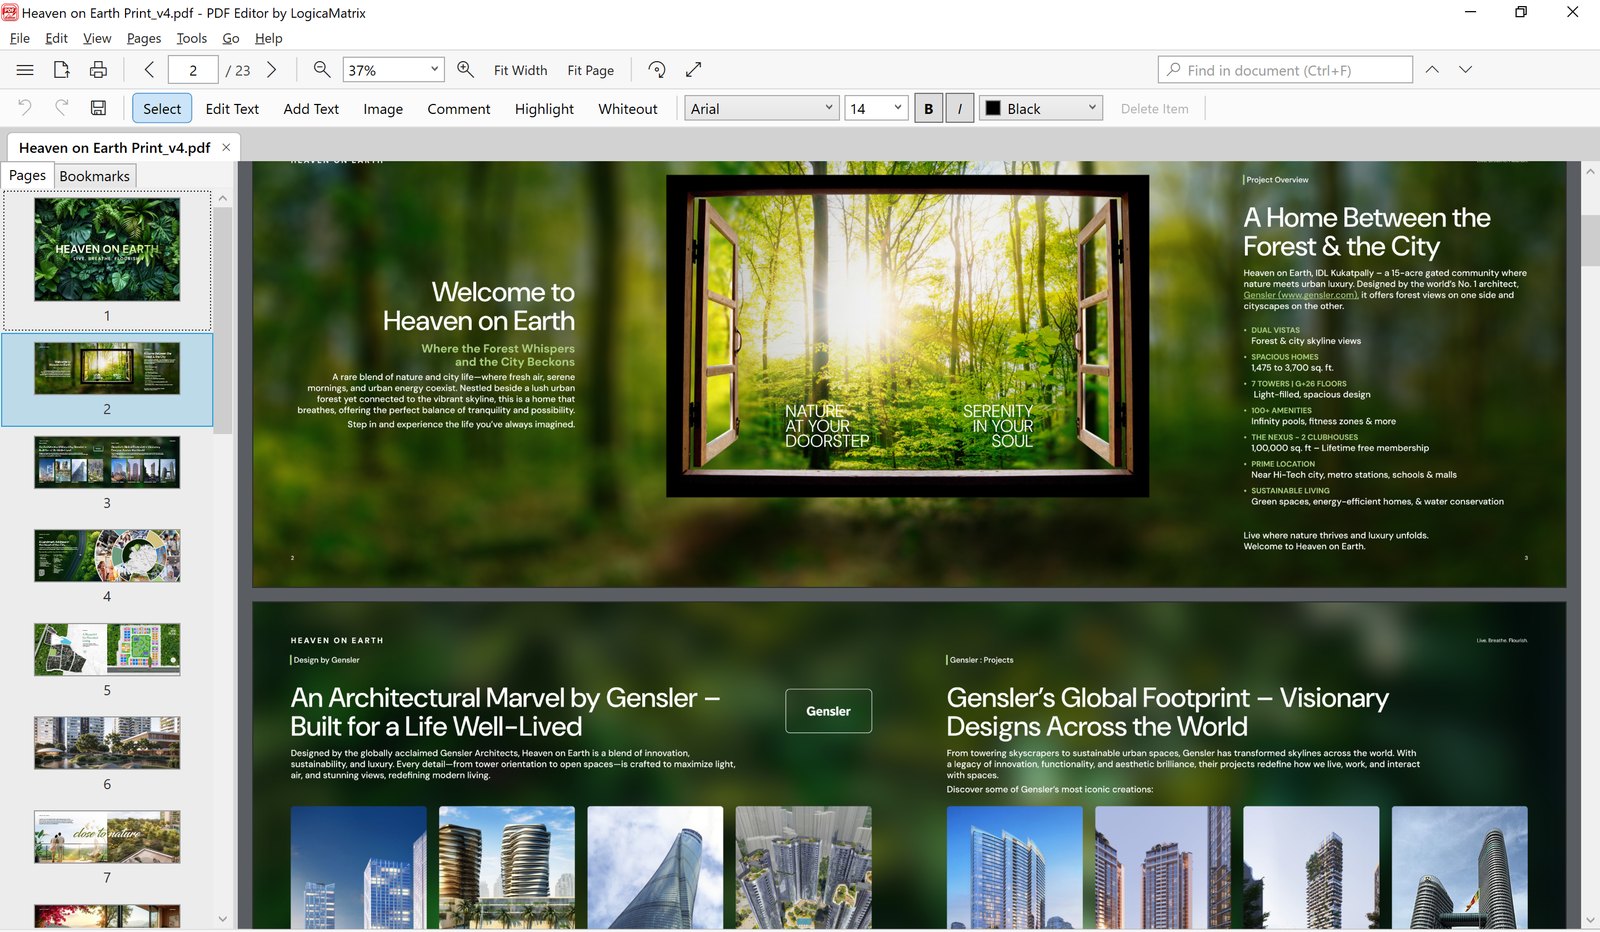 Heaven on Earth Print_v4.pdf - PDF Editor by LogicaMatrix
File Edit View Pages Tools Go Help
2 / 23 37% Fit Width Fit Page Find in document (Ctrl+F)
Select Edit Text Add Text Image Comment Highlight Whiteout Arial 14 B I Black Delete Item
Heaven on Earth Print_v4.pdf
Pages Bookmarks
HEAVEN ON EARTH
LIVE. BREATHE. FLOURISH.
1
2
3
4
5
6
close to nature
7
HEAVEN ON EARTH
Welcome to
Heaven on Earth
Where the Forest Whispers
and the City Beckons
A rare blend of nature and city life—where fresh air, serene
mornings, and urban energy coexist. Nestled beside a lush urban
forest yet connected to the vibrant skyline, this is a home that
breathes, offering the perfect balance of tranquility and possibility.
Step in and experience the life you've always imagined.
2
NATURE
AT YOUR
DOORSTEP
SERENITY
IN YOUR
SOUL
Project Overview
A Home Between the
Forest & the City
Heaven on Earth, IDL Kukatpally – a 15-acre gated community where
nature meets urban luxury. Designed by the world's No. 1 architect,
Gensler (www.gensler.com), it offers forest views on one side and
cityscapes on the other.
• DUAL VISTAS
Forest & city skyline views
• SPACIOUS HOMES
1,475 to 3,700 sq. ft.
• 7 TOWERS | G+26 FLOORS
Light-filled, spacious design
• 100+ AMENITIES
Infinity pools, fitness zones & more
• THE NEXUS – 2 CLUBHOUSES
1,00,000 sq. ft – Lifetime free membership
• PRIME LOCATION
Near Hi-Tech city, metro stations, schools & malls
• SUSTAINABLE LIVING
Green spaces, energy-efficient homes, & water conservation
Live where nature thrives and luxury unfolds.
Welcome to Heaven on Earth.
3
HEAVEN ON EARTH
Live. Breathe. Flourish.
Design by Gensler
An Architectural Marvel by Gensler –
Built for a Life Well-Lived
Gensler
Designed by the globally acclaimed Gensler Architects, Heaven on Earth is a blend of innovation,
sustainability, and luxury. Every detail—from tower orientation to open spaces—is crafted to maximize light,
air, and stunning views, redefining modern living.
Gensler : Projects
Gensler's Global Footprint – Visionary
Designs Across the World
From towering skyscrapers to sustainable urban spaces, Gensler has transformed skylines across the world. With
a legacy of innovation, functionality, and aesthetic brilliance, their projects redefine how we live, work, and interact
with spaces.
Discover some of Gensler's most iconic creations: